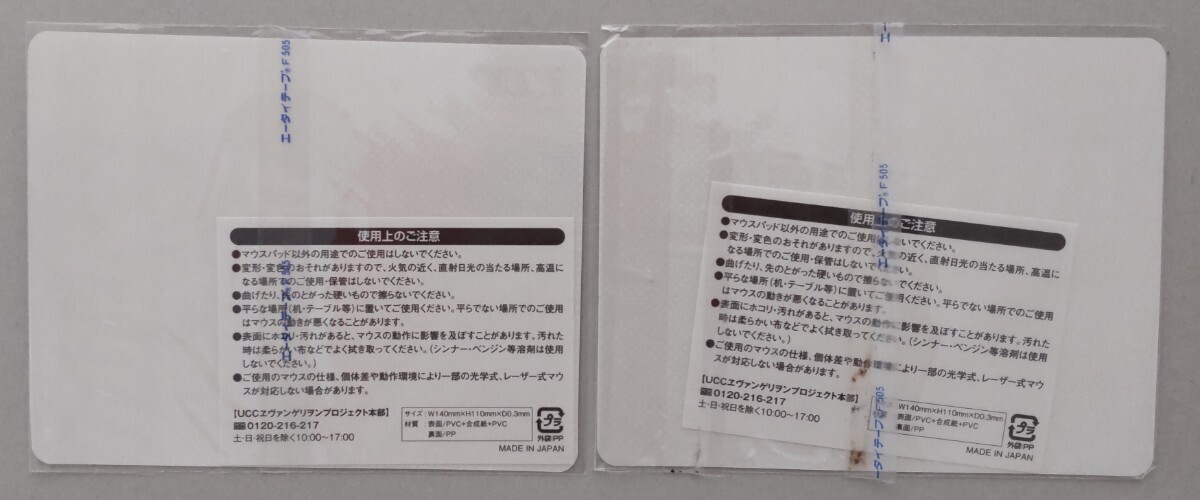 エータイテープ® F 505
使用上のご注意
●マウスパッド以外の用途でのご使用はしないでください。
●変形・変色のおそれがありますので、火気の近く、直射日光の当たる場所、高温に
なる場所でのご使用・保管はしないでください。
●曲げたり、先のとがった硬いもので擦らないでください。
●平らな場所(机・テーブル等)に置いてご使用ください。平らでない場所でのご使用
はマウスの動きが悪くなることがあります。
●表面にホコリ・汚れがあると、マウスの動作に影響を及ぼすことがあります。汚れた
時は柔らかい布などでよく拭き取ってください。(シンナー・ベンジン等溶剤は使用
しないでください。)
●ご使用のマウスの仕様、個体差や動作環境により一部の光学式、レーザー式マウ
スが対応しない場合があります。
【UCCヱヴァンゲリヲンプロジェクト本部】
0120-216-217
土・日・祝日を除く10:00〜17:00
サイズ:W140mm×H110mm×D0.3mm
材質:表面/PVC+合成紙+PVC
裏面/PP
プラ
外袋:PP
MADE IN JAPAN
エ
エータイテープ® F 505
使用上のご注意
●マウスパッド以外の用途でのご使用はしないでください。
●変形・変色のおそれがありますので、火気の近く、直射日光の当たる場所、高温に
なる場所でのご使用・保管はしないでください。
●曲げたり、先のとがった硬いもので擦らないでください。
●平らな場所(机・テーブル等)に置いてご使用ください。平らでない場所でのご使用
はマウスの動きが悪くなることがあります。
●表面にホコリ・汚れがあると、マウスの動作に影響を及ぼすことがあります。汚れた
時は柔らかい布などでよく拭き取ってください。(シンナー・ベンジン等溶剤は使用
しないでください。)
●ご使用のマウスの仕様、個体差や動作環境により一部の光学式、レーザー式マウ
スが対応しない場合があります。
【UCCヱヴァンゲリヲンプロジェクト本部】
0120-216-217
土・日・祝日を除く10:00〜17:00
W140mm×H110mm×D0.3mm
表面/PVC+合成紙+PVC
裏面/PP
プラ
外袋:PP
MADE IN JAPAN
ータイテープ® F 505